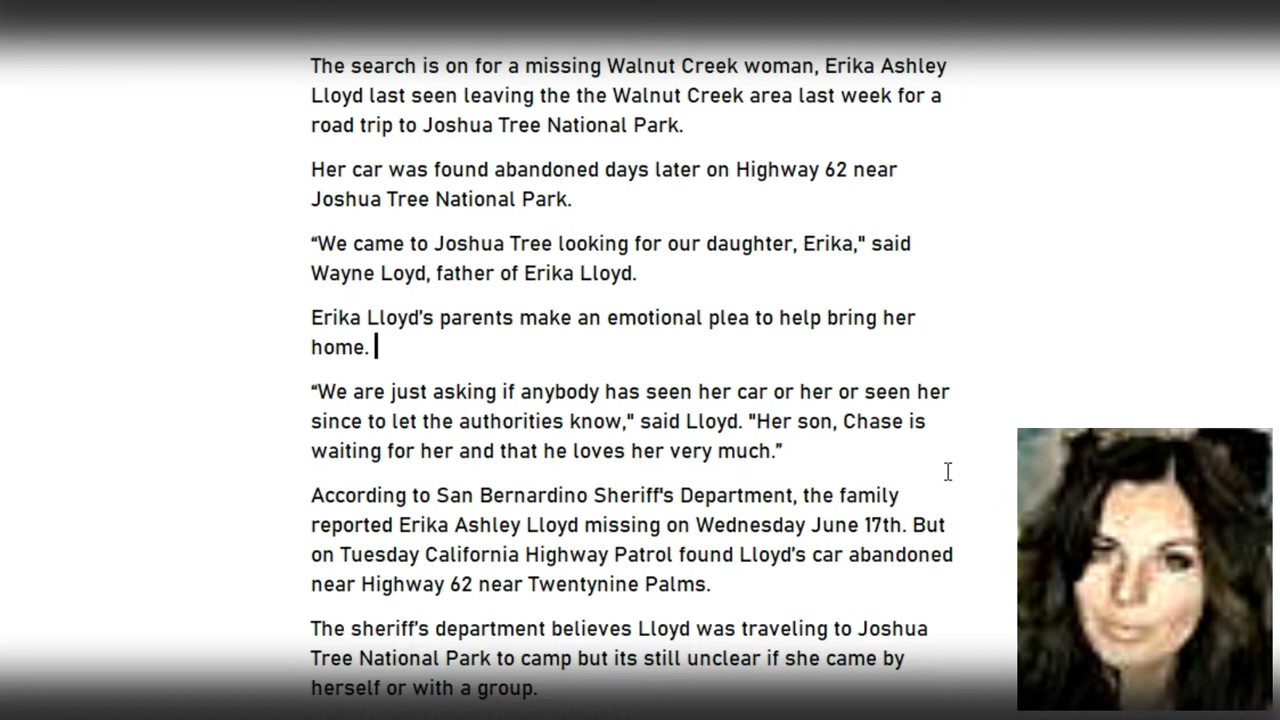 The search is on for a missing Walnut Creek woman, Erika Ashley
Lloyd last seen leaving the the Walnut Creek area last week for a
road trip to Joshua Tree National Park.
Her car was found abandoned days later on Highway 62 near
Joshua Tree National Park.
“We came to Joshua Tree looking for our daughter, Erika," said
Wayne Loyd, father of Erika Lloyd.
Erika Lloyd’s parents make an emotional plea to help bring her
home.
“We are just asking if anybody has seen her car or her or seen her
since to let the authorities know," said Lloyd. "Her son, Chase is
waiting for her and that he loves her very much.”
According to San Bernardino Sheriff's Department, the family
reported Erika Ashley Lloyd missing on Wednesday June 17th. But
on Tuesday California Highway Patrol found Lloyd’s car abandoned
near Highway 62 near Twentynine Palms.
The sheriff’s department believes Lloyd was traveling to Joshua
Tree National Park to camp but its still unclear if she came by
herself or with a group.